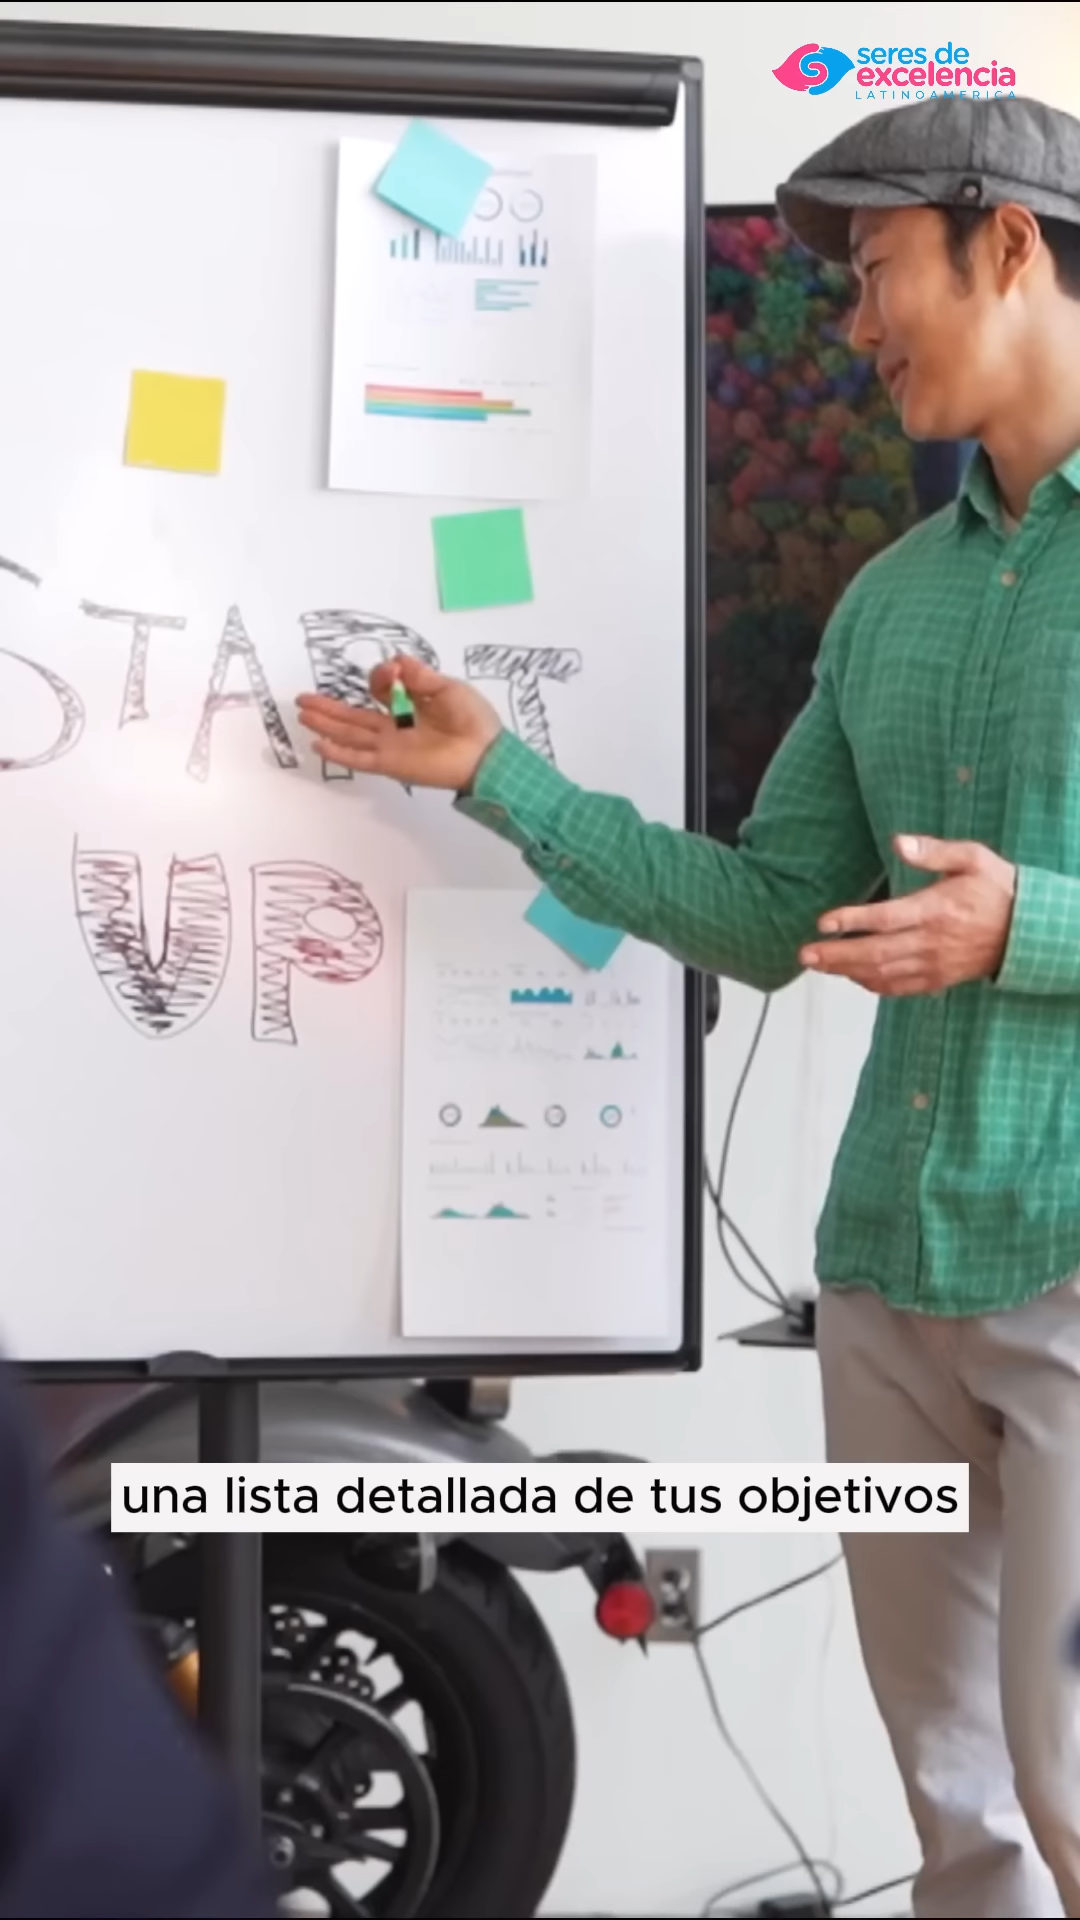 seres de
excelencia
LATINOAMERICA
START
UP
una lista detallada de tus objetivos